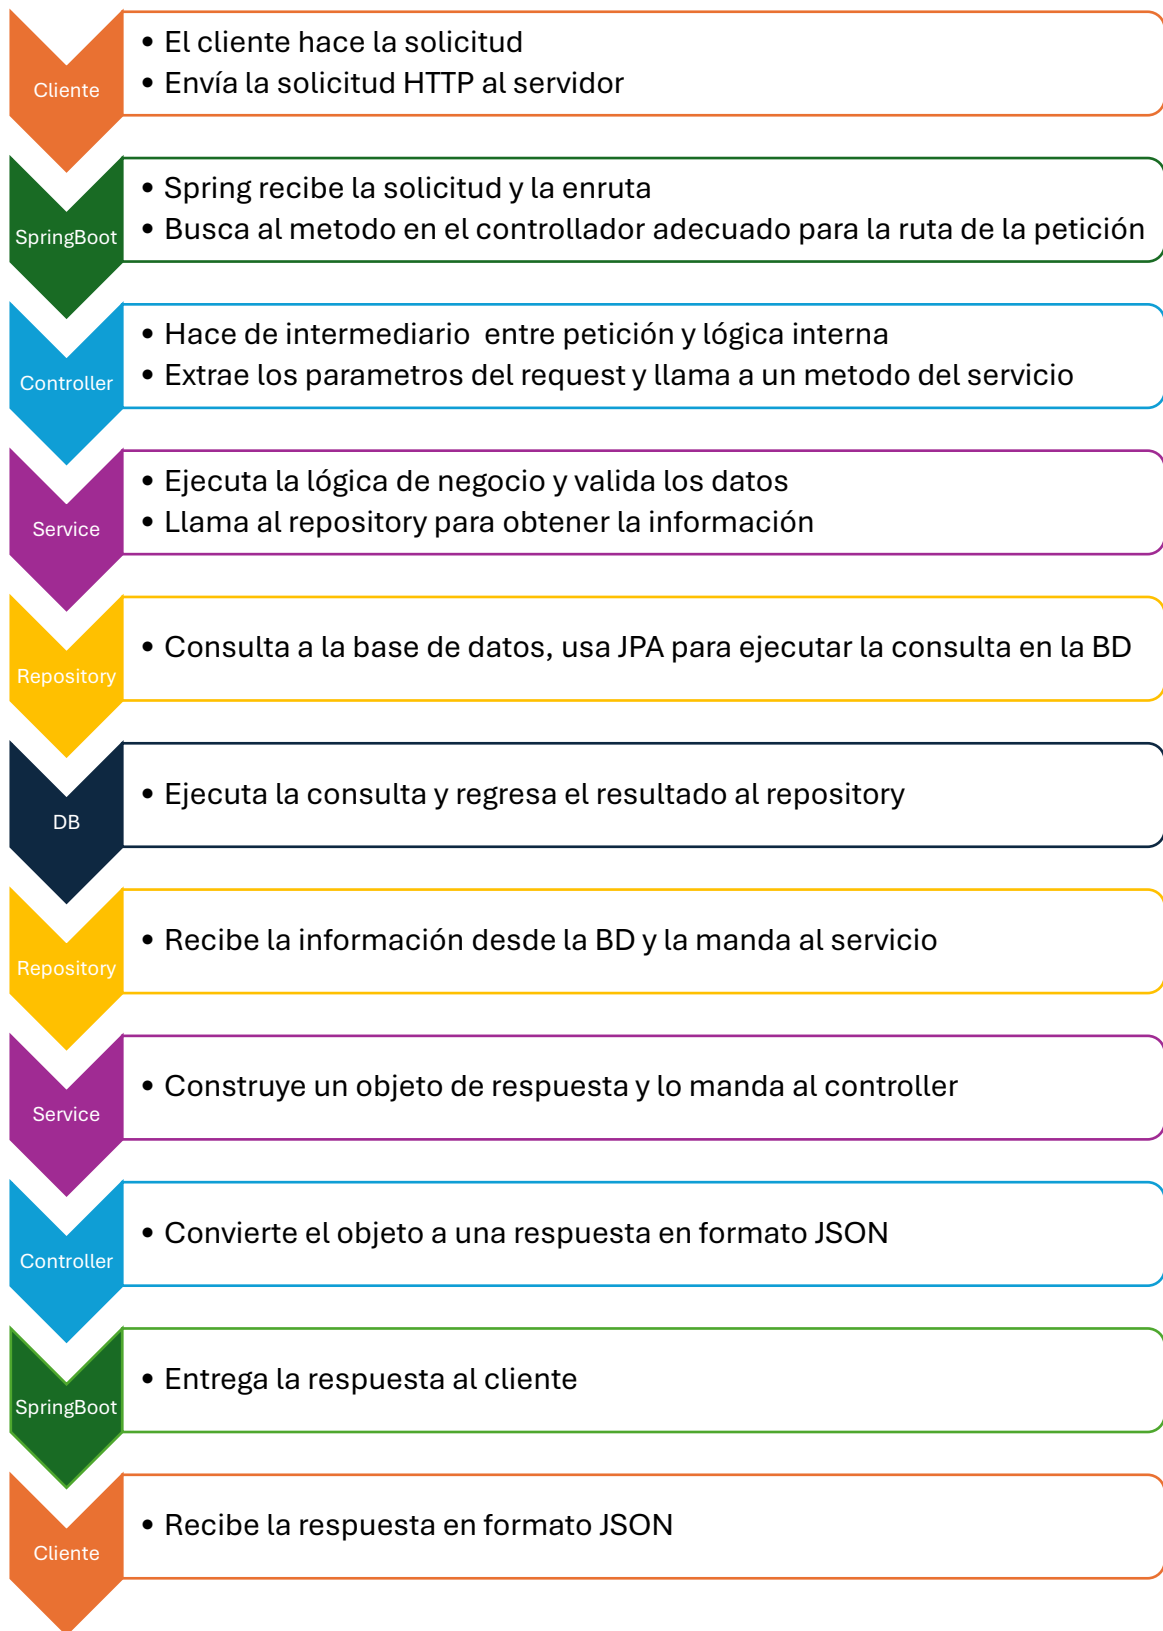 Cliente
• El cliente hace la solicitud
• Envía la solicitud HTTP al servidor
SpringBoot
• Spring recibe la solicitud y la enruta
• Busca al metodo en el controllador adecuado para la ruta de la petición
Controller
• Hace de intermediario entre petición y lógica interna
• Extrae los parametros del request y llama a un metodo del servicio
Service
• Ejecuta la lógica de negocio y valida los datos
• Llama al repository para obtener la información
Repository
• Consulta a la base de datos, usa JPA para ejecutar la consulta en la BD
DB
• Ejecuta la consulta y regresa el resultado al repository
Repository
• Recibe la información desde la BD y la manda al servicio
Service
• Construye un objeto de respuesta y lo manda al controller
Controller
• Convierte el objeto a una respuesta en formato JSON
SpringBoot
• Entrega la respuesta al cliente
Cliente
• Recibe la respuesta en formato JSON